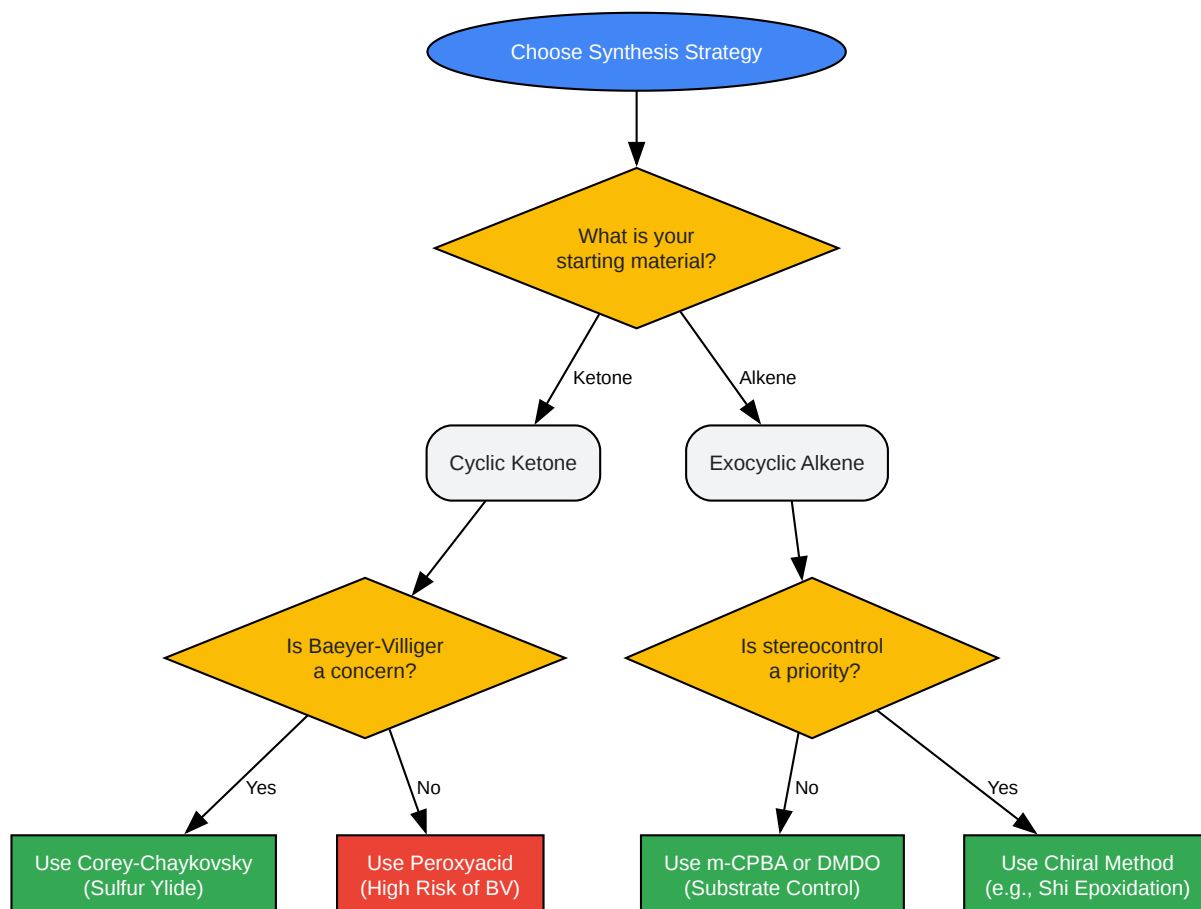 Choose Synthesis Strategy
What is your
starting material?
Ketone
Alkene
Cyclic Ketone
Exocyclic Alkene
Is Baeyer-Villiger
a concern?
Is stereocontrol
a priority?
Yes
No
No
Yes
Use Corey-Chaykovsky
(Sulfur Ylide)
Use Peroxyacid
(High Risk of BV)
Use m-CPBA or DMDO
(Substrate Control)
Use Chiral Method
(e.g., Shi Epoxidation)